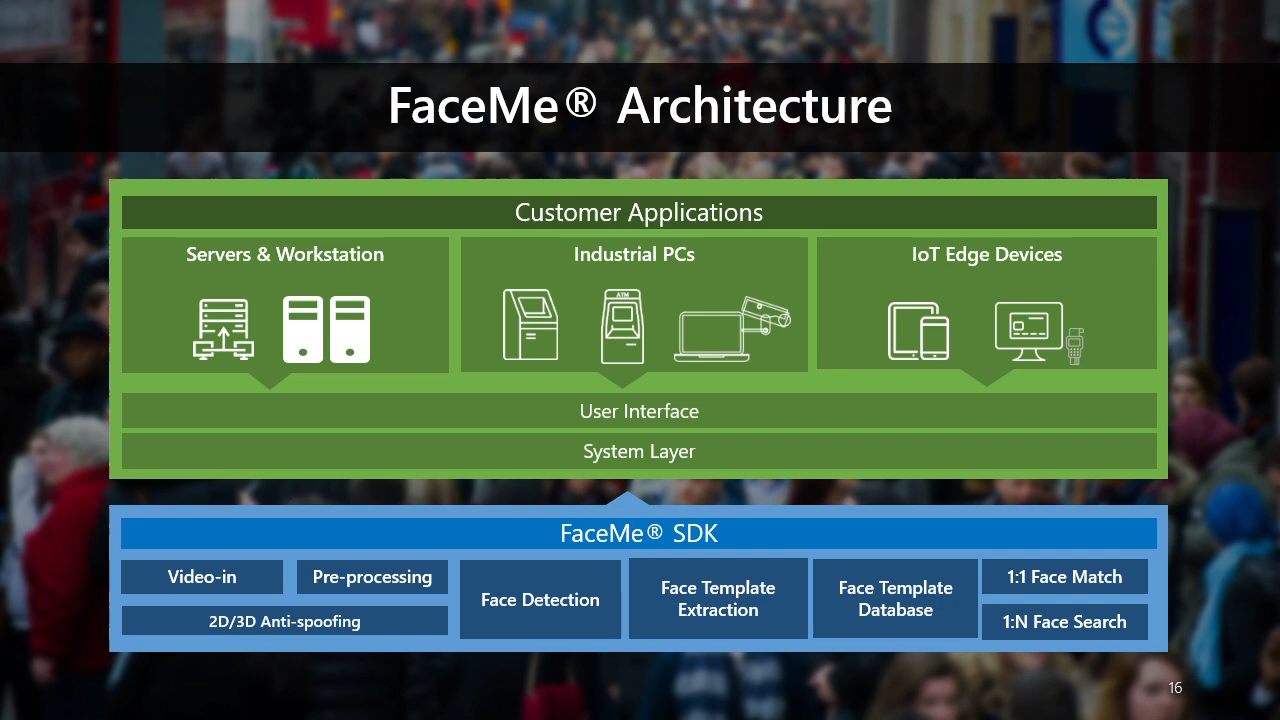 FaceMe® Architecture
Customer Applications
Servers & Workstation
Industrial PCs
IoT Edge Devices
ATM
User Interface
System Layer
FaceMe® SDK
Video-in
Pre-processing
2D/3D Anti-spoofing
Face Detection
Face Template
Extraction
Face Template
Database
1:1 Face Match
1:N Face Search
16